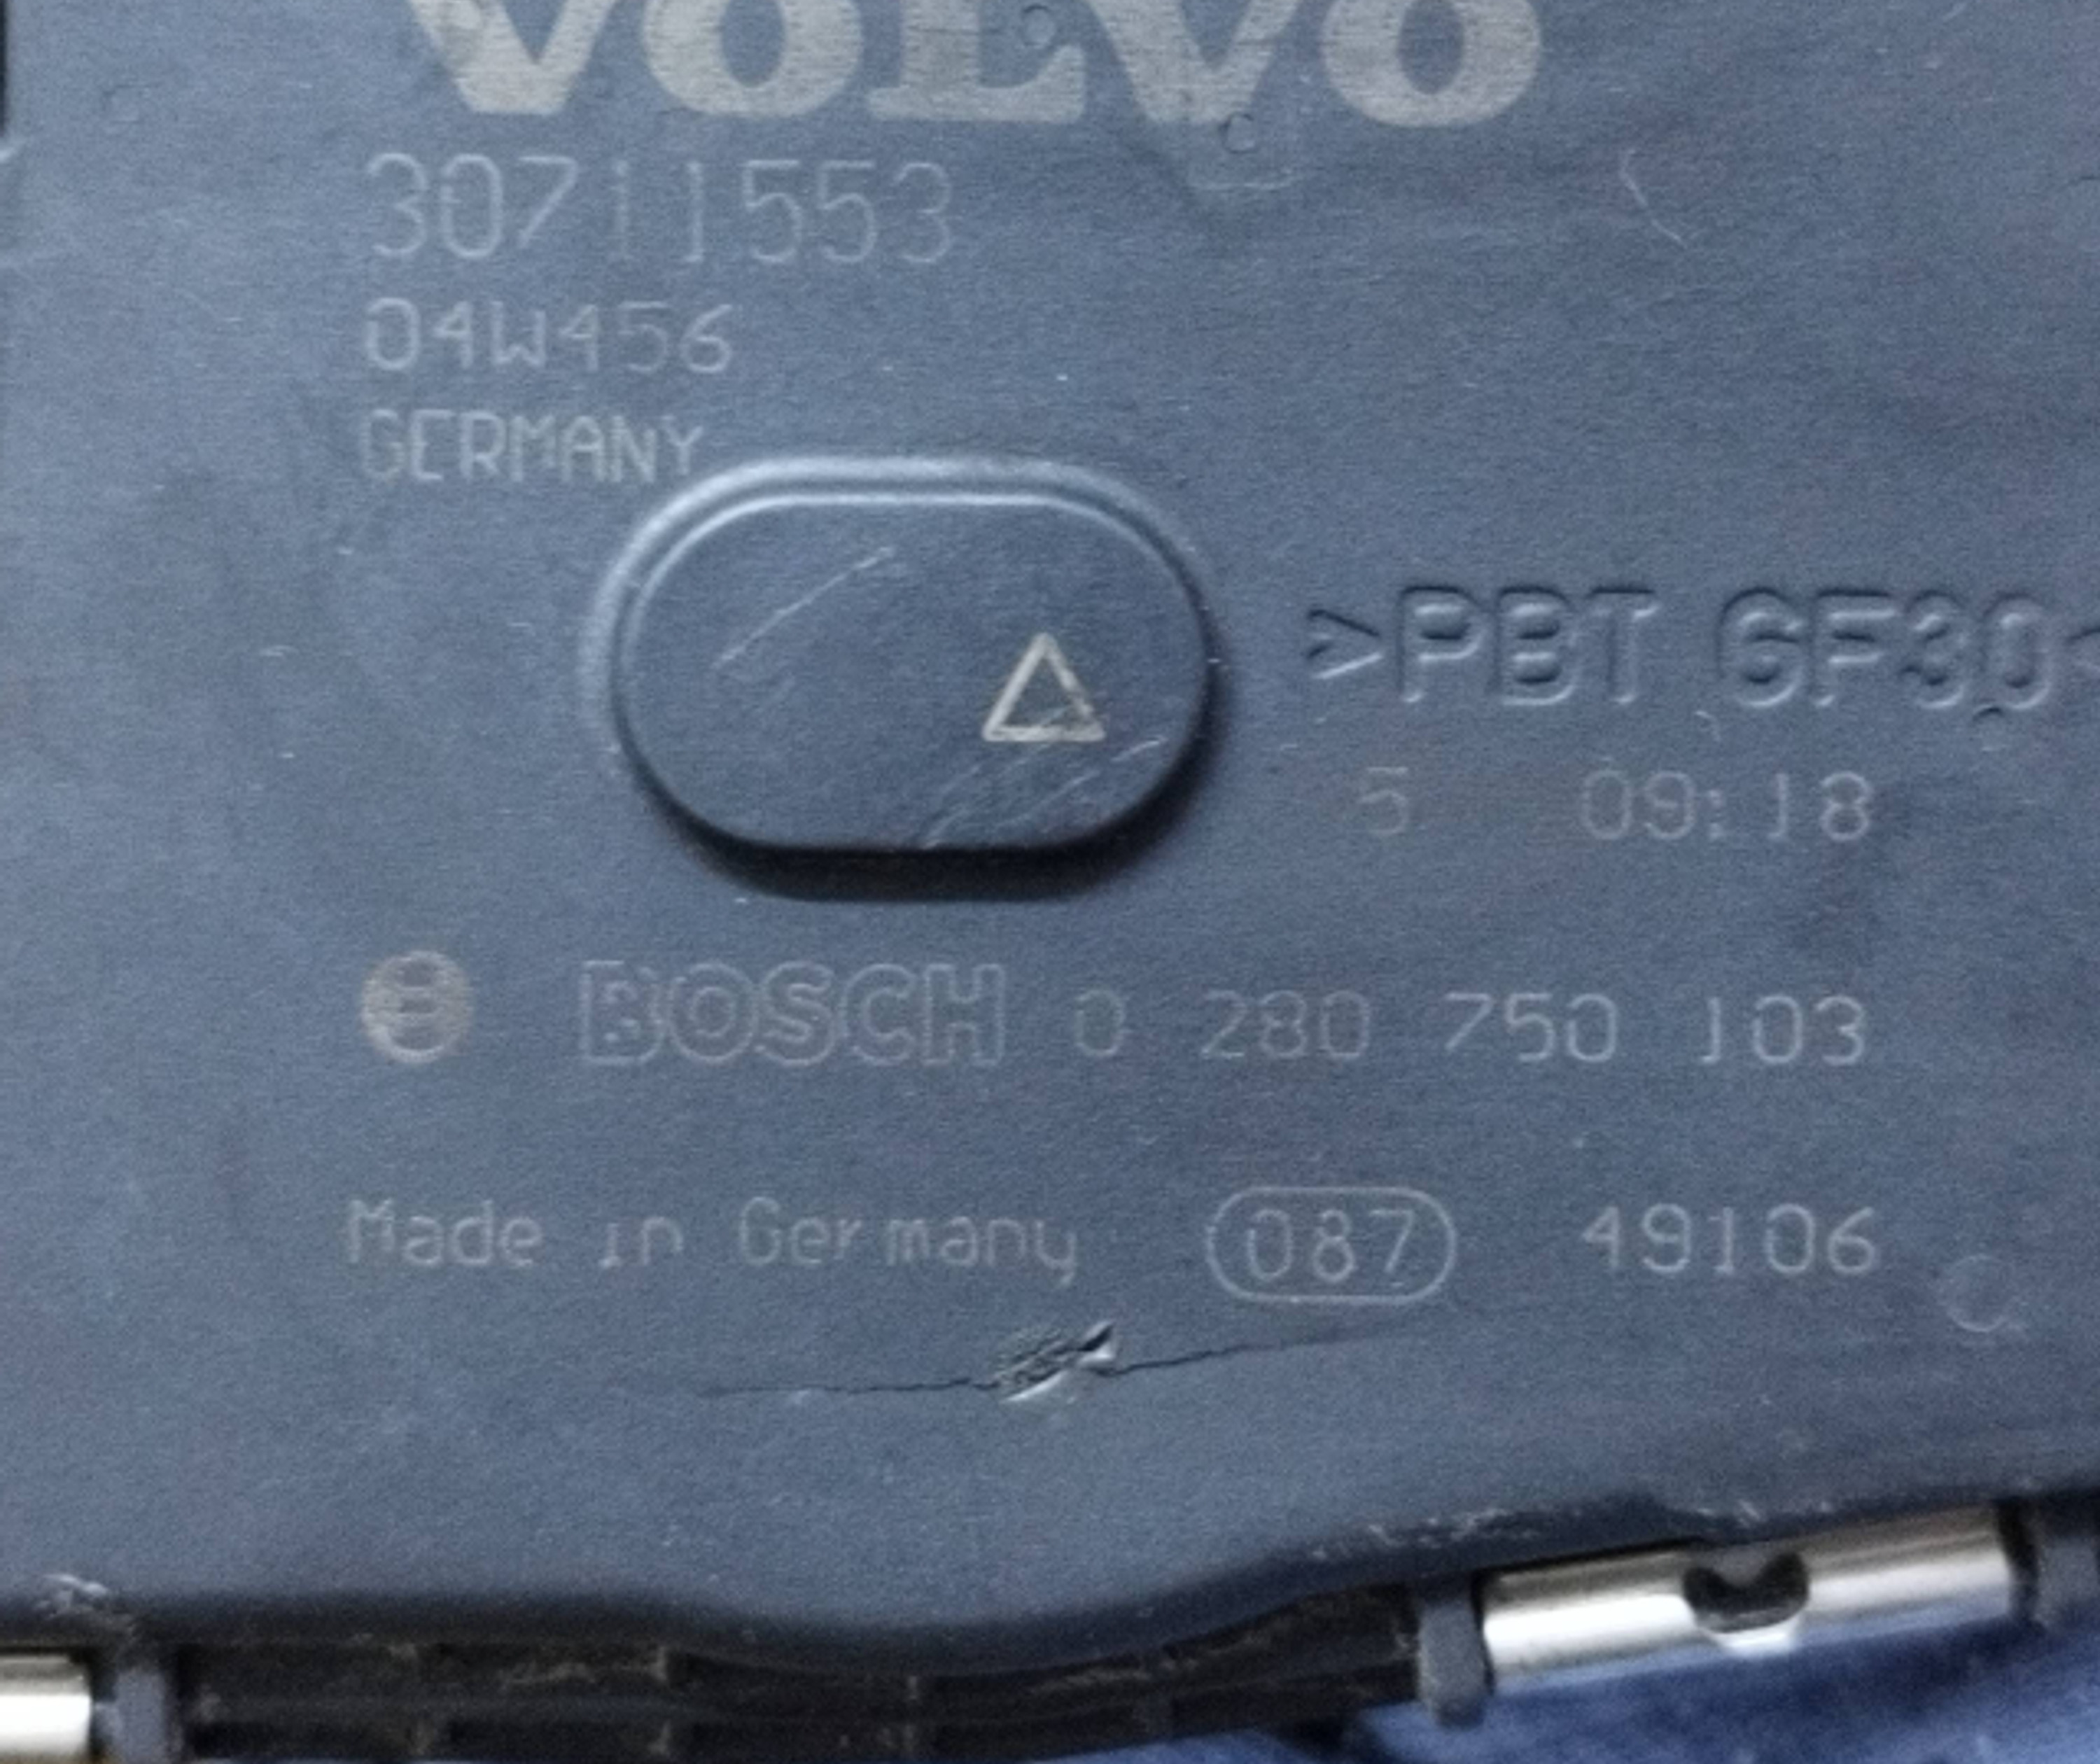 VOLVO
30711553
04W456
GERMANY
>PBT GF30<
5 09:18
BOSCH 0 280 750 103
Made in Germany 087 49106